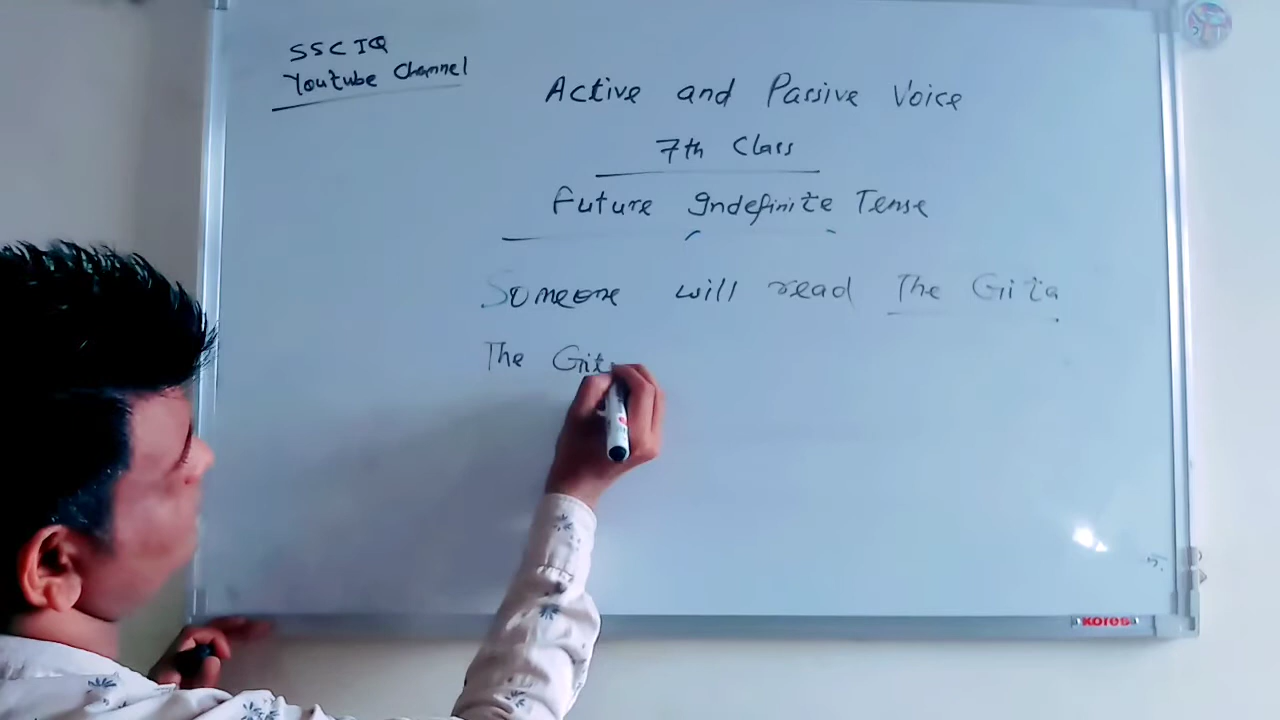 SSC IQ
Youtube Channel
Active and Passive Voice
7th Class
Future Indefinite Tense
Someone will read The Gita
The Git
KORES